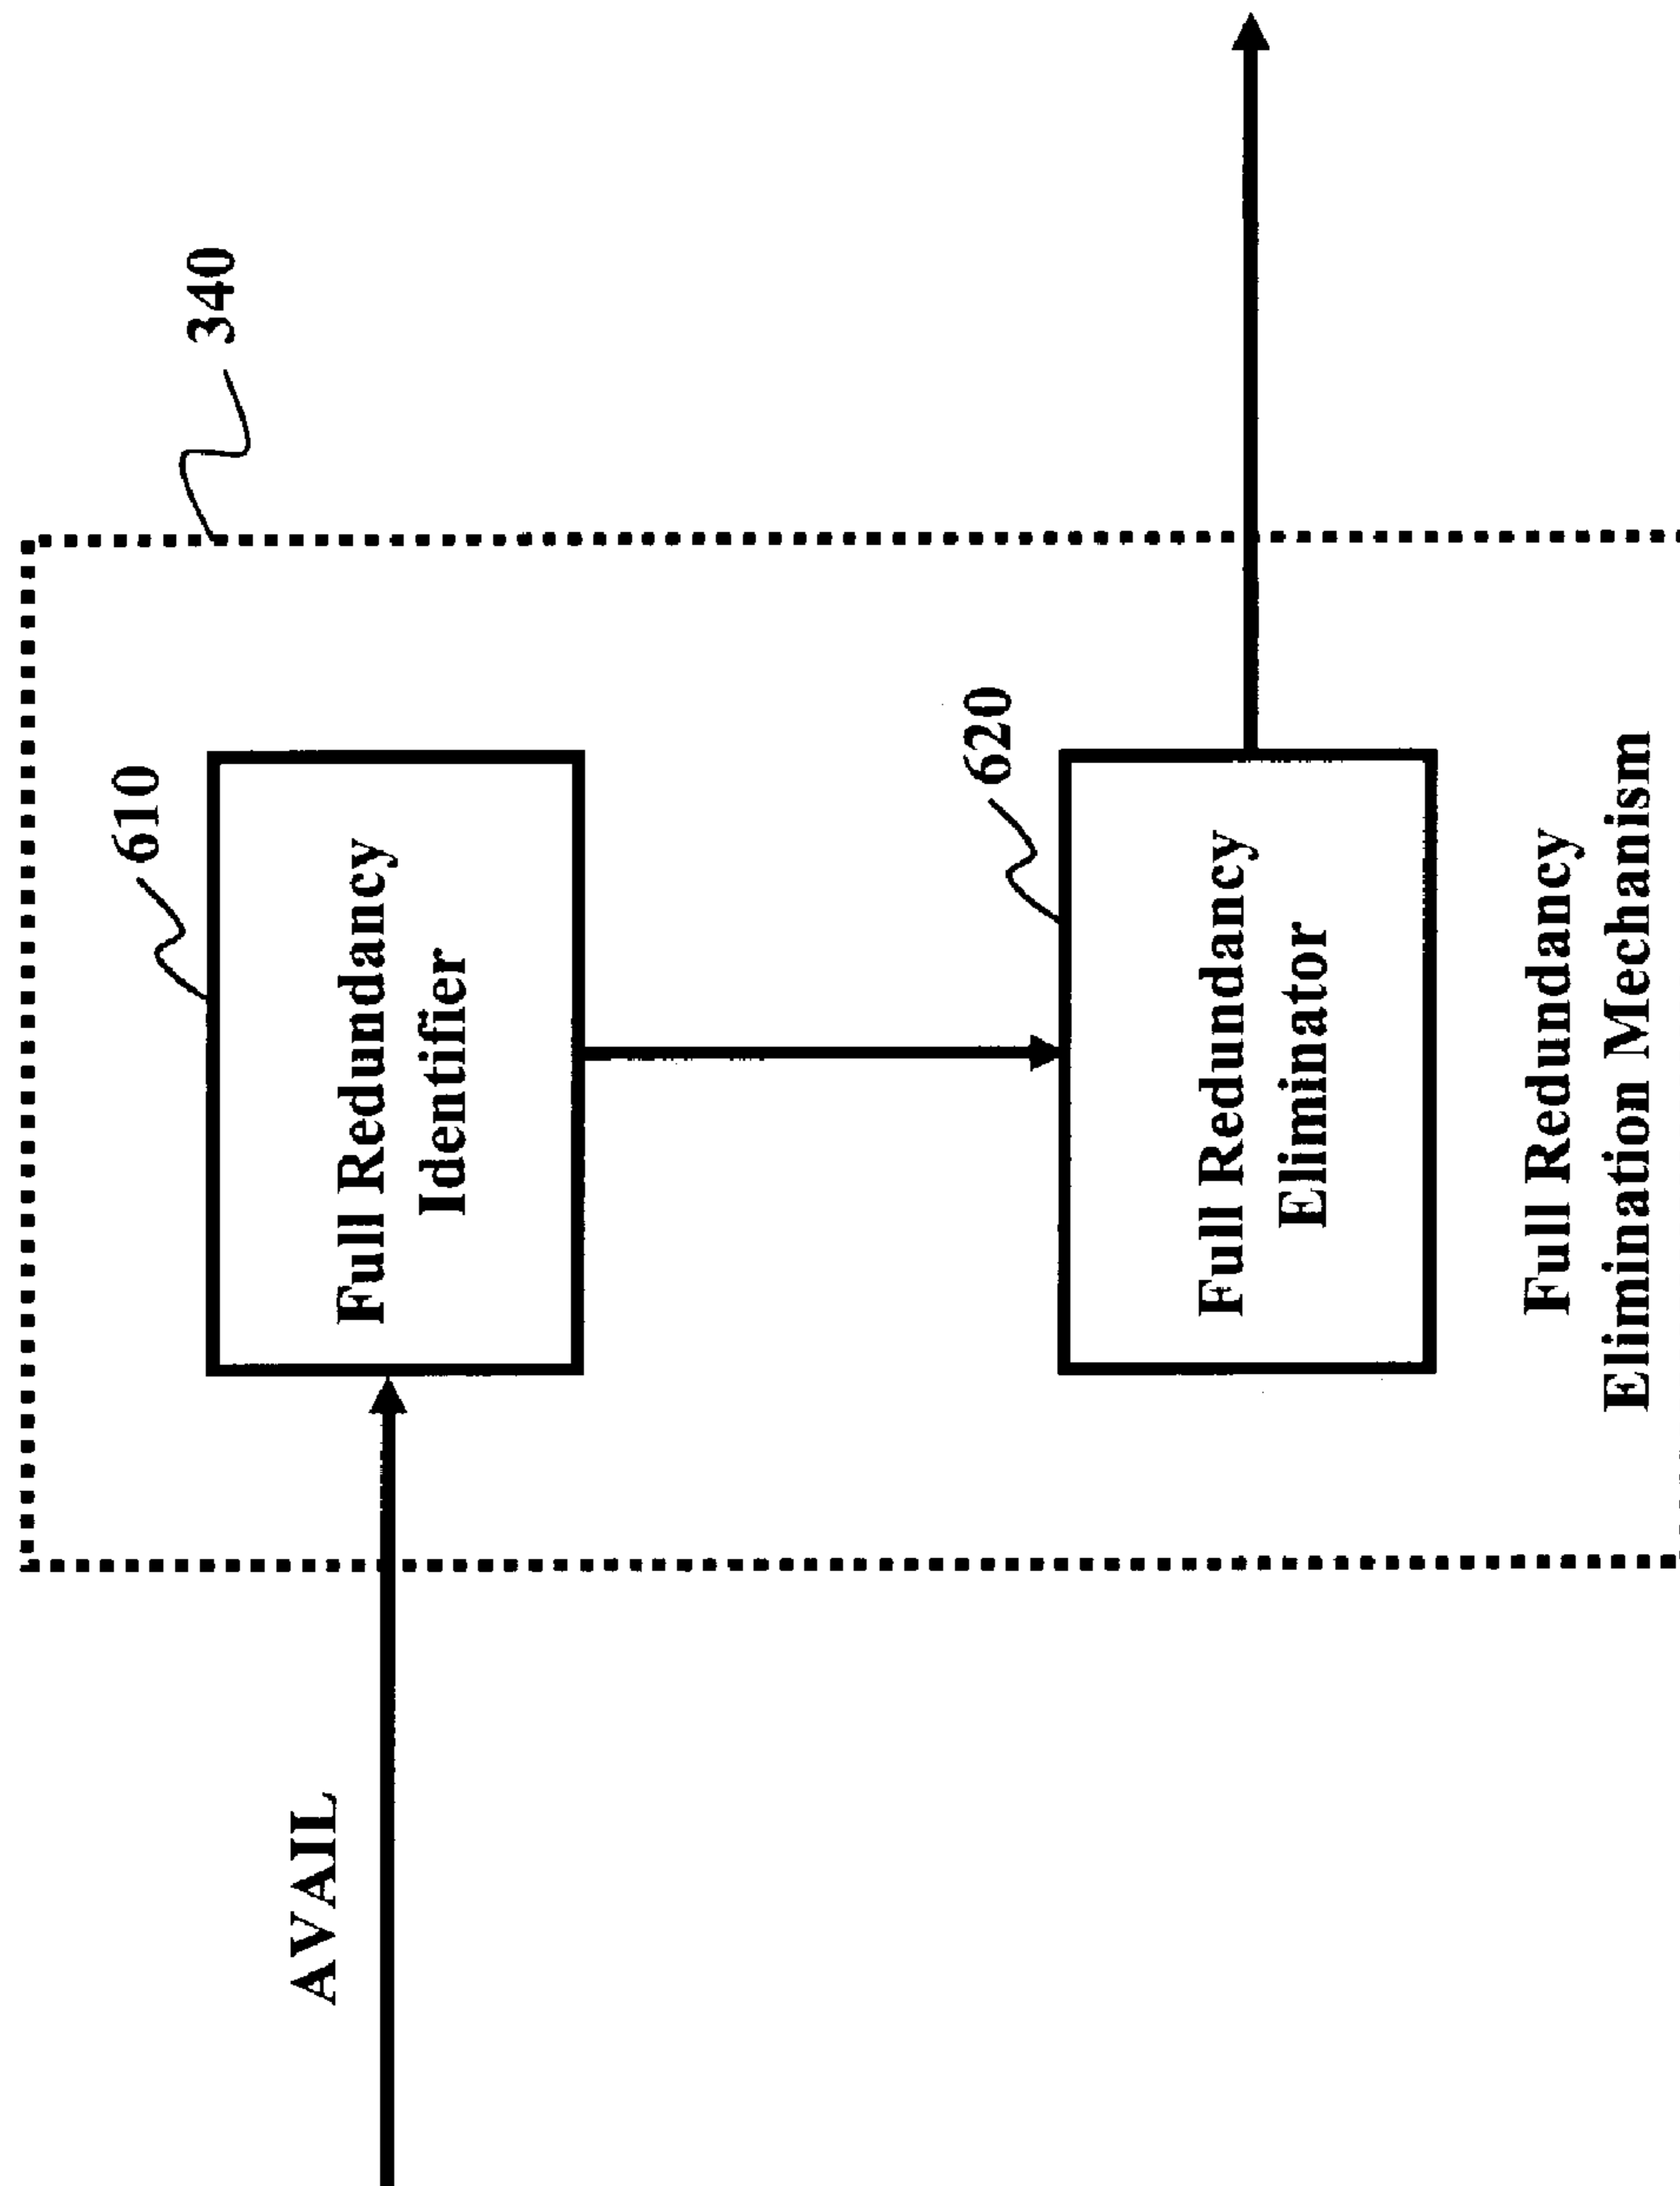 340
610
Full Redundancy
Identifier
AVAIL
620
Full Redundancy
Eliminator
Full Redundancy
Elimination Mechanism